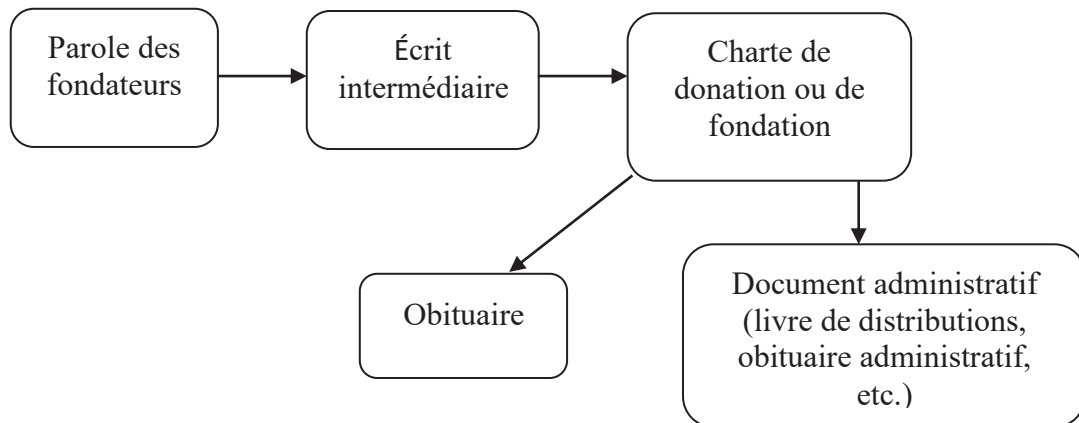 Parole des
fondateurs
Écrit
intermédiaire
Charte de
donation ou de
fondation
Obituaire
Document administratif
(livre de distributions,
obituaire administratif,
etc.)